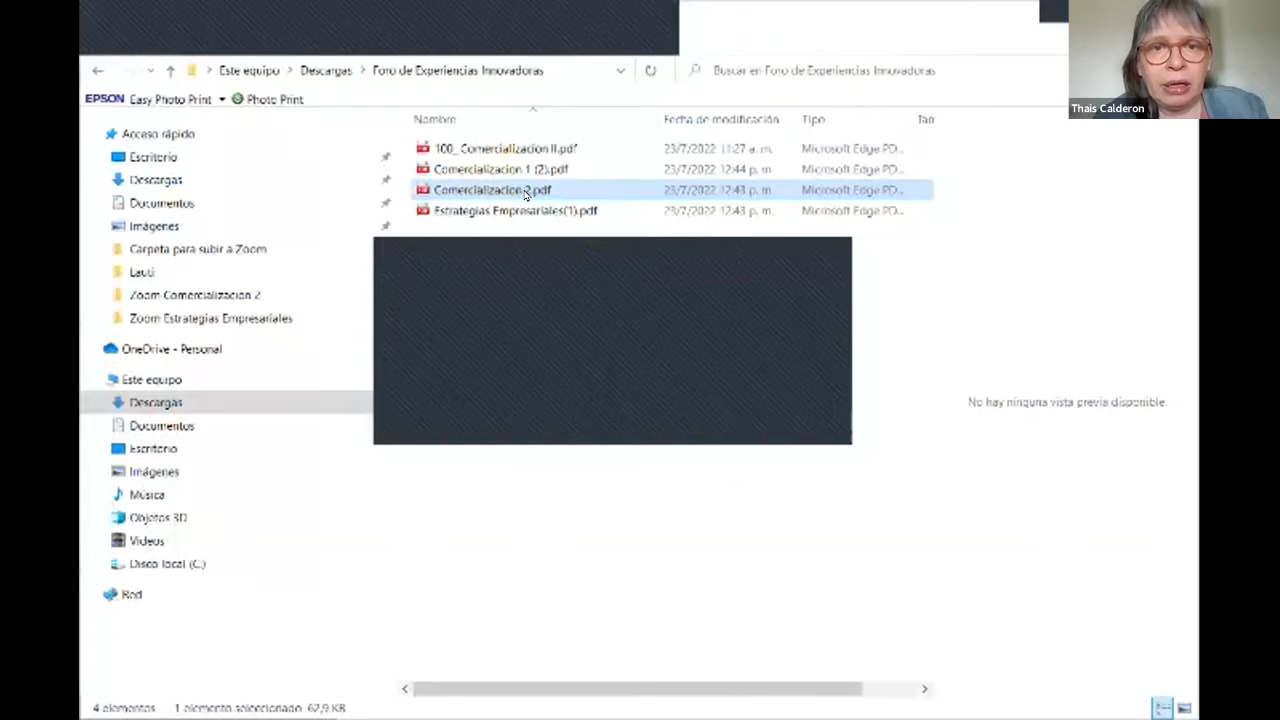 Este equipo > Descargas > Foro de Experiencias Innovadoras
Buscar en Foro de Experiencias Innovadoras
Thais Calderon
EPSON Easy Photo Print Photo Print
Nombre Fecha de modificación Tipo Tan
100_ Comercializacion II.pdf 23/7/2022 11:27 a. m. Microsoft Edge PD...
Comercializacion 1 (2).pdf 23/7/2022 12:44 p. m. Microsoft Edge PD...
Comercializacion 2.pdf 23/7/2022 12:43 p. m. Microsoft Edge PD...
Estrategias Empresariales(1).pdf 23/7/2022 12:43 p. m. Microsoft Edge PD...
Acceso rápido
Escritorio
Descargas
Documentos
Imágenes
Carpeta para subir a Zoom
Lauti
Zoom Comercializacion 2
Zoom Estrategias Empresariales
OneDrive - Personal
Este equipo
Descargas
Documentos
Escritorio
Imágenes
Música
Objetos 3D
Videos
Disco local (C:)
Red
No hay ninguna vista previa disponible.
4 elementos 1 elemento seleccionado 62,9 KB